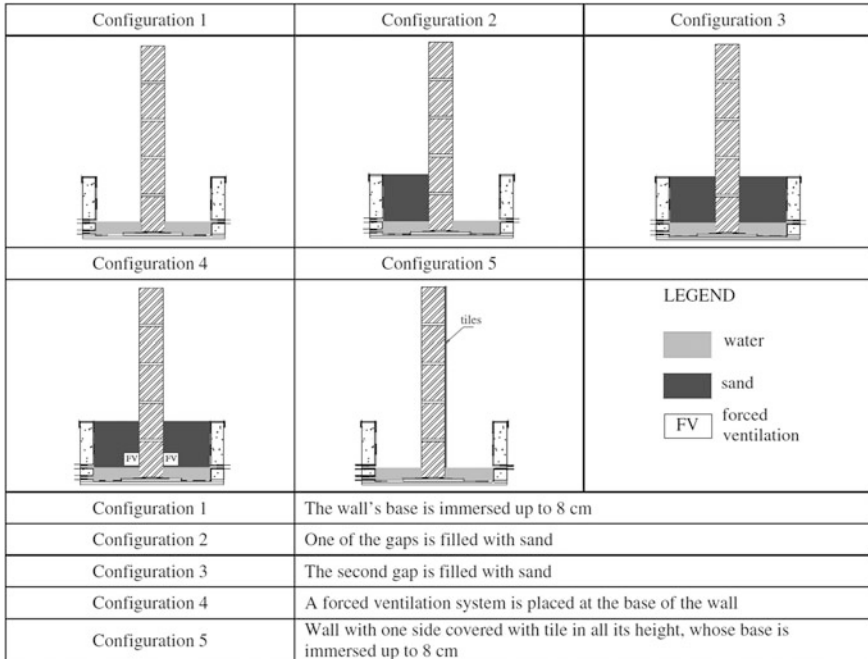 Configuration 1
Configuration 2
Configuration 3
Configuration 4
Configuration 5
tiles
LEGEND
water
sand
FV
forced
ventilation
FV
FV
Configuration 1
The wall's base is immersed up to 8 cm
Configuration 2
One of the gaps is filled with sand
Configuration 3
The second gap is filled with sand
Configuration 4
A forced ventilation system is placed at the base of the wall
Configuration 5
Wall with one side covered with tile in all its height, whose base is
immersed up to 8 cm